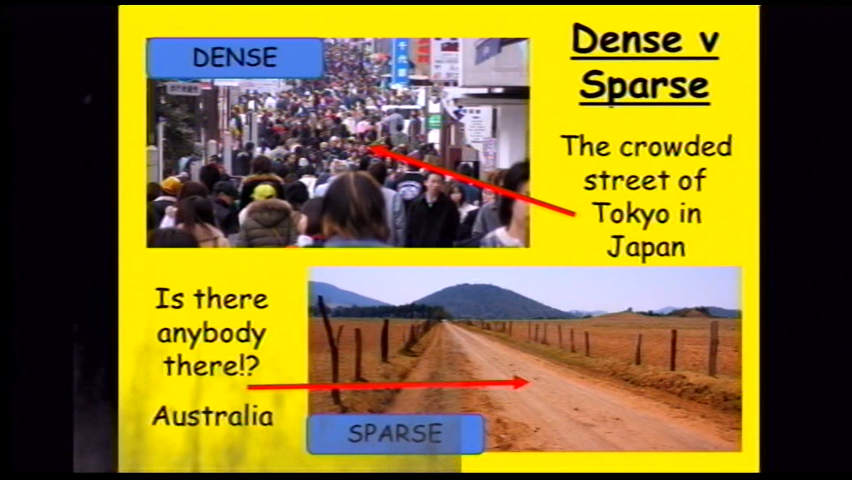 DENSE
Dense v
Sparse
The crowded
street of
Tokyo in
Japan
Is there
anybody
there!?
Australia
SPARSE